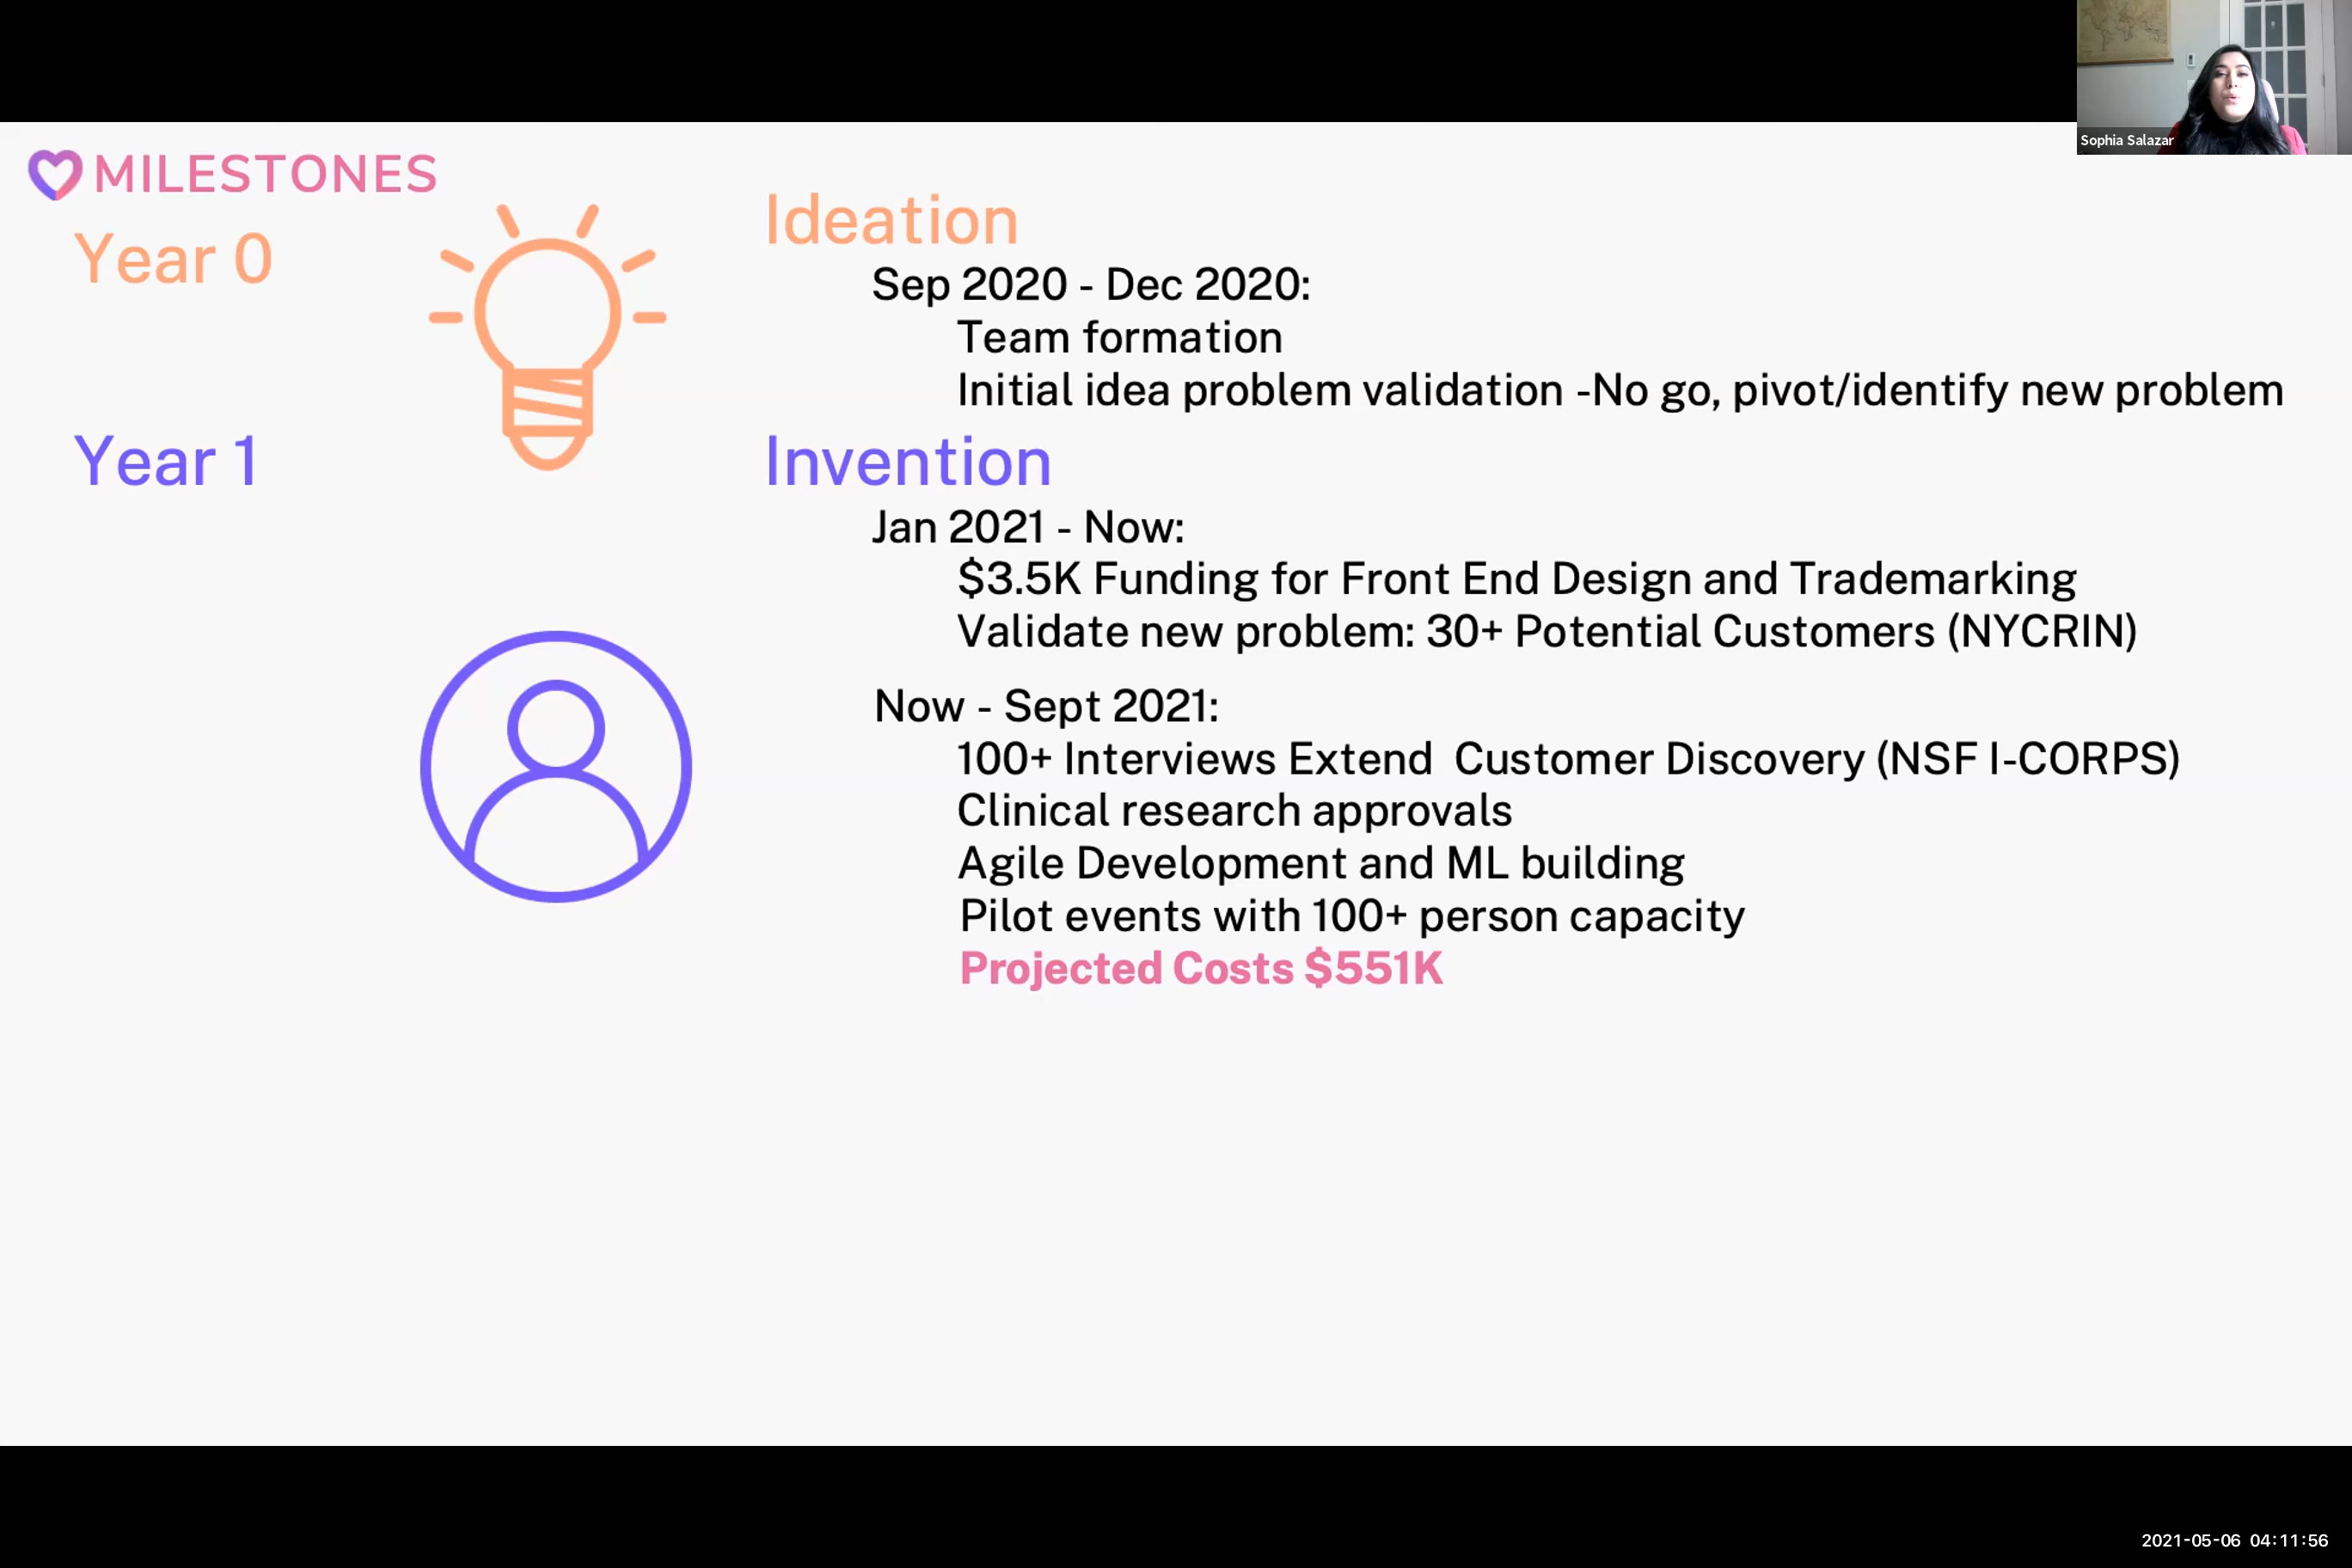 MILESTONES
Year 0
Ideation
Sep 2020 - Dec 2020:
Team formation
Initial idea problem validation -No go, pivot/identify new problem
Year 1
Invention
Jan 2021 - Now:
$3.5K Funding for Front End Design and Trademarking
Validate new problem: 30+ Potential Customers (NYCRIN)
Now - Sept 2021:
100+ Interviews Extend  Customer Discovery (NSF I-CORPS)
Clinical research approvals
Agile Development and ML building
Pilot events with 100+ person capacity
Projected Costs $551K
Sophia Salazar
2021-05-06 04:11:56